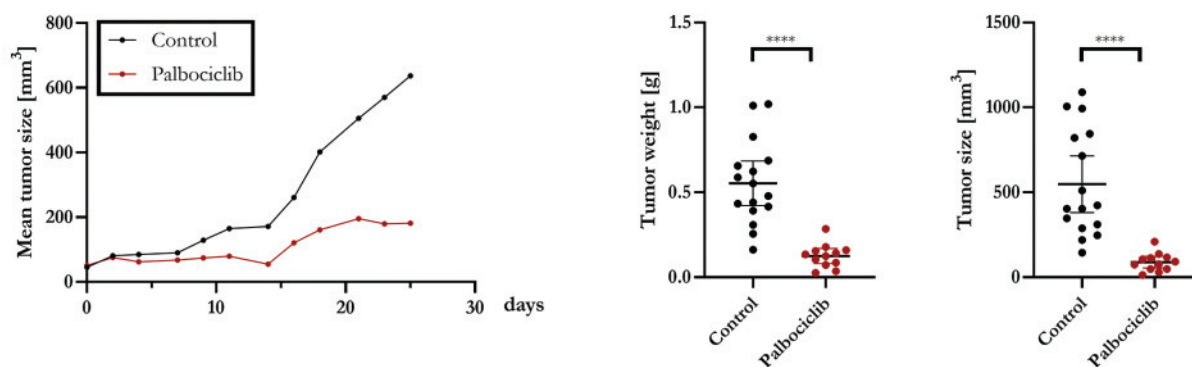 Mean tumor size [mm³]
800
600
400
200
0
0
10
20
30
days
Control
Palbociclib
Tumor weight [g]
1.5
1.0
0.5
0.0
****
Control
Palbociclib
Tumor size [mm³]
1500
1000
500
0
****
Control
Palbociclib